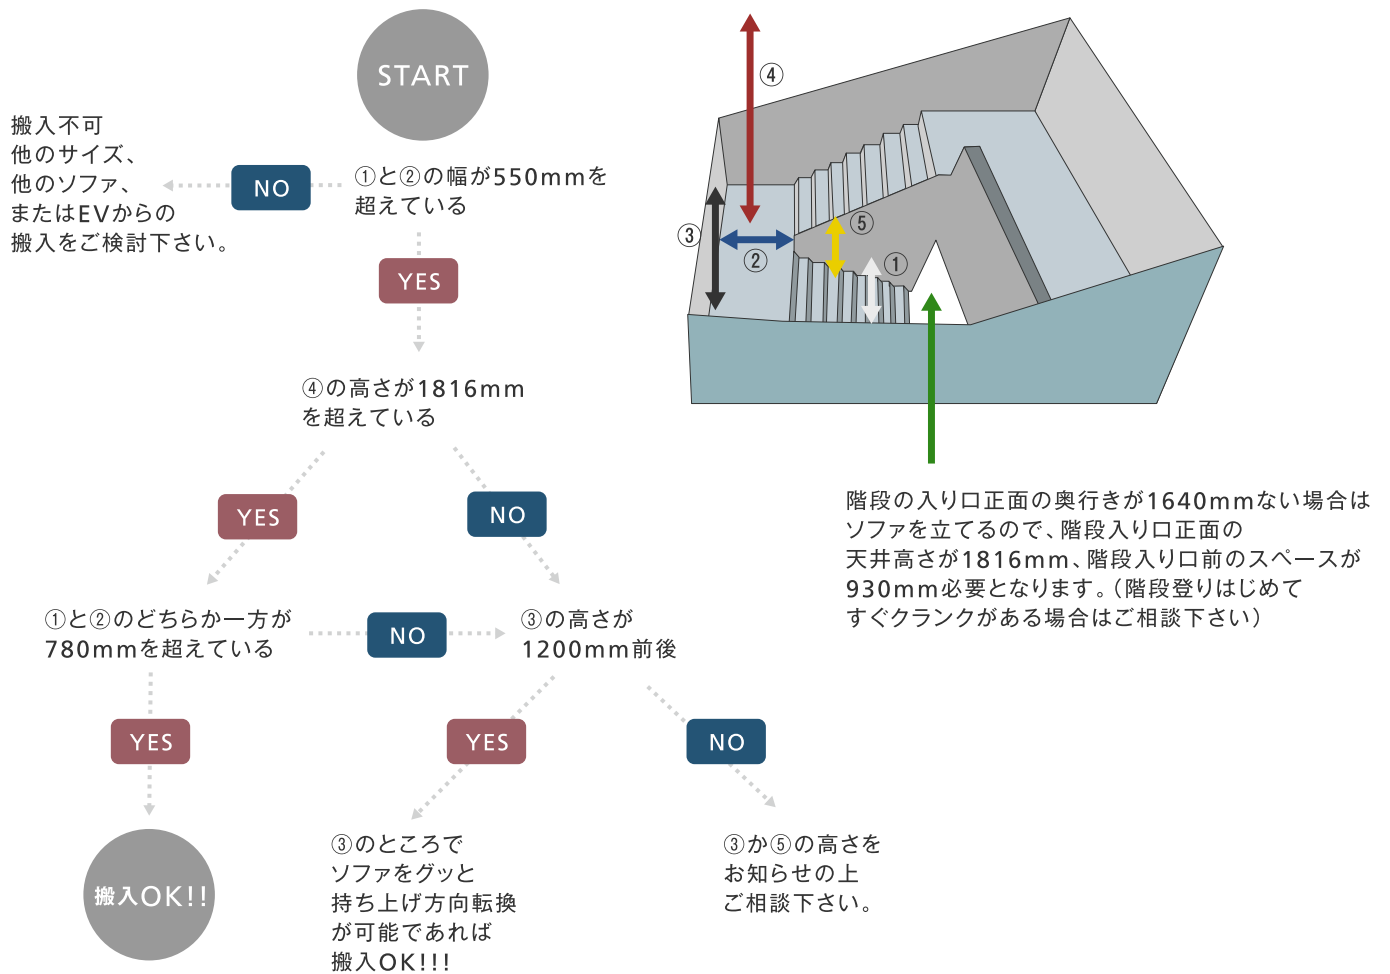 START
搬入不可
他のサイズ、
他のソファ、
またはEVからの
搬入をご検討下さい。
NO
①と②の幅が550mmを
超えている
YES
④の高さが1816mm
を超えている
YES
NO
①と②のどちらか一方が
780mmを超えている
NO
③の高さが
1200mm前後
YES
YES
NO
搬入OK!!
③のところで
ソファをグッと
持ち上げ方向転換
が可能であれば
搬入OK!!!
③か⑤の高さを
お知らせの上
ご相談下さい。
④
③
②
⑤
①
階段の入り口正面の奥行きが1640mmない場合は
ソファを立てるので、階段入り口正面の
天井高さが1816mm、階段入り口前のスペースが
930mm必要となります。（階段登りはじめて
すぐクランクがある場合はご相談下さい）